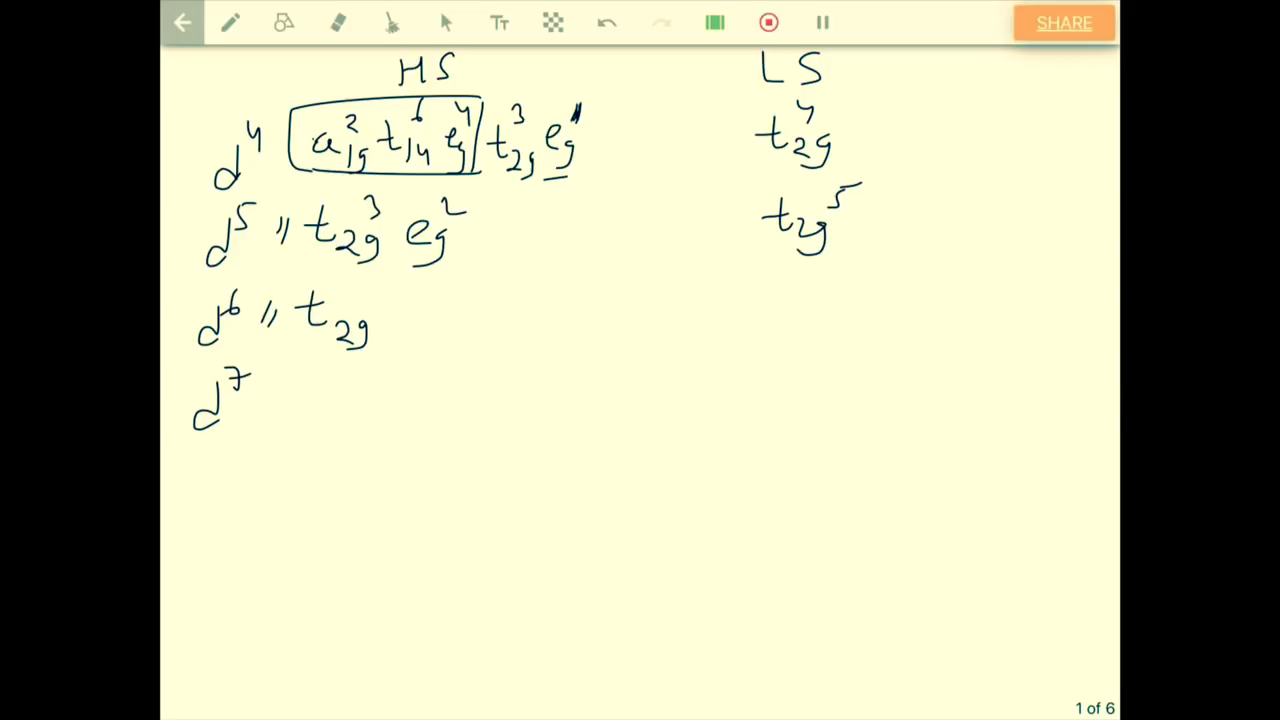 SHARE
HS LS
d⁴ a₁g² t₁u⁶ eg⁴ t₂g³ eg¹ t₂g⁴
d⁵〃 t₂g³ eg² t₂g⁵
d⁶〃 t₂g
d⁷
1 of 6